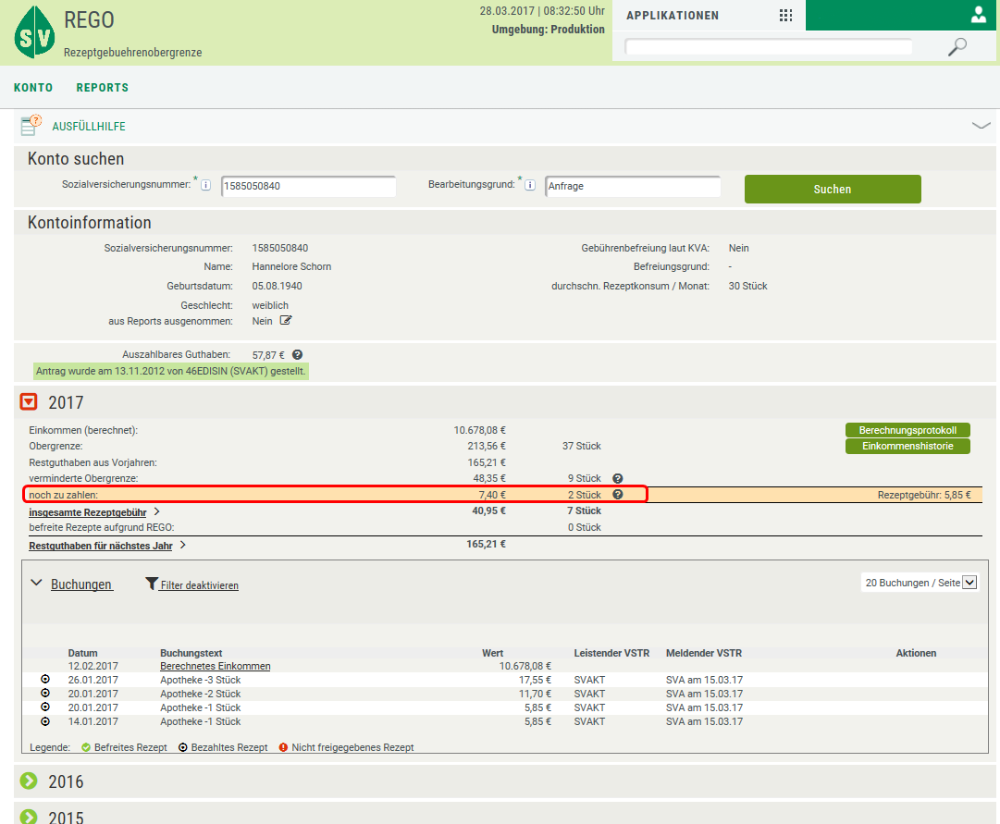 REGO
Rezeptgebuehrenobergrenze
28.03.2017 | 08:32:50 Uhr
Umgebung: Produktion
APPLIKATIONEN
SV
KONTO REPORTS
AUSFÜLLHILFE
Konto suchen
Sozialversicherungsnummer: * i 1585050840 Bearbeitungsgrund: * i Anfrage Suchen
Kontoinformation
Sozialversicherungsnummer: 1585050840 Gebührenbefreiung laut KVA: Nein
Name: Hannelore Schorn Befreiungsgrund: -
Geburtsdatum: 05.08.1940 durchschn. Rezeptkonsum / Monat: 30 Stück
Geschlecht: weiblich
aus Reports ausgenommen: Nein
Auszahlbares Guthaben: 57,87 € ?
Antrag wurde am 13.11.2012 von 46EDISIN (SVAKT) gestellt.
2017
Einkommen (berechnet): 10.678,08 € Berechnungsprotokoll
Obergrenze: 213,56 € 37 Stück Einkommenshistorie
Restguthaben aus Vorjahren: 165,21 €
verminderte Obergrenze: 48,35 € 9 Stück ?
noch zu zahlen: 7,40 € 2 Stück ? Rezeptgebühr: 5,85 €
insgesamte Rezeptgebühr 40,95 € 7 Stück
befreite Rezepte aufgrund REGO: 0 Stück
Restguthaben für nächstes Jahr 165,21 €
Buchungen Filter deaktivieren 20 Buchungen / Seite
Datum Buchungstext Wert Leistender VSTR Meldender VSTR Aktionen
12.02.2017 Berechnetes Einkommen 10.678,08 €
26.01.2017 Apotheke -3 Stück 17,55 € SVAKT SVA am 15.03.17
20.01.2017 Apotheke -2 Stück 11,70 € SVAKT SVA am 15.03.17
20.01.2017 Apotheke -1 Stück 5,85 € SVAKT SVA am 15.03.17
14.01.2017 Apotheke -1 Stück 5,85 € SVAKT SVA am 15.03.17
Legende: Befreites Rezept Bezahltes Rezept Nicht freigegebenes Rezept
2016
2015